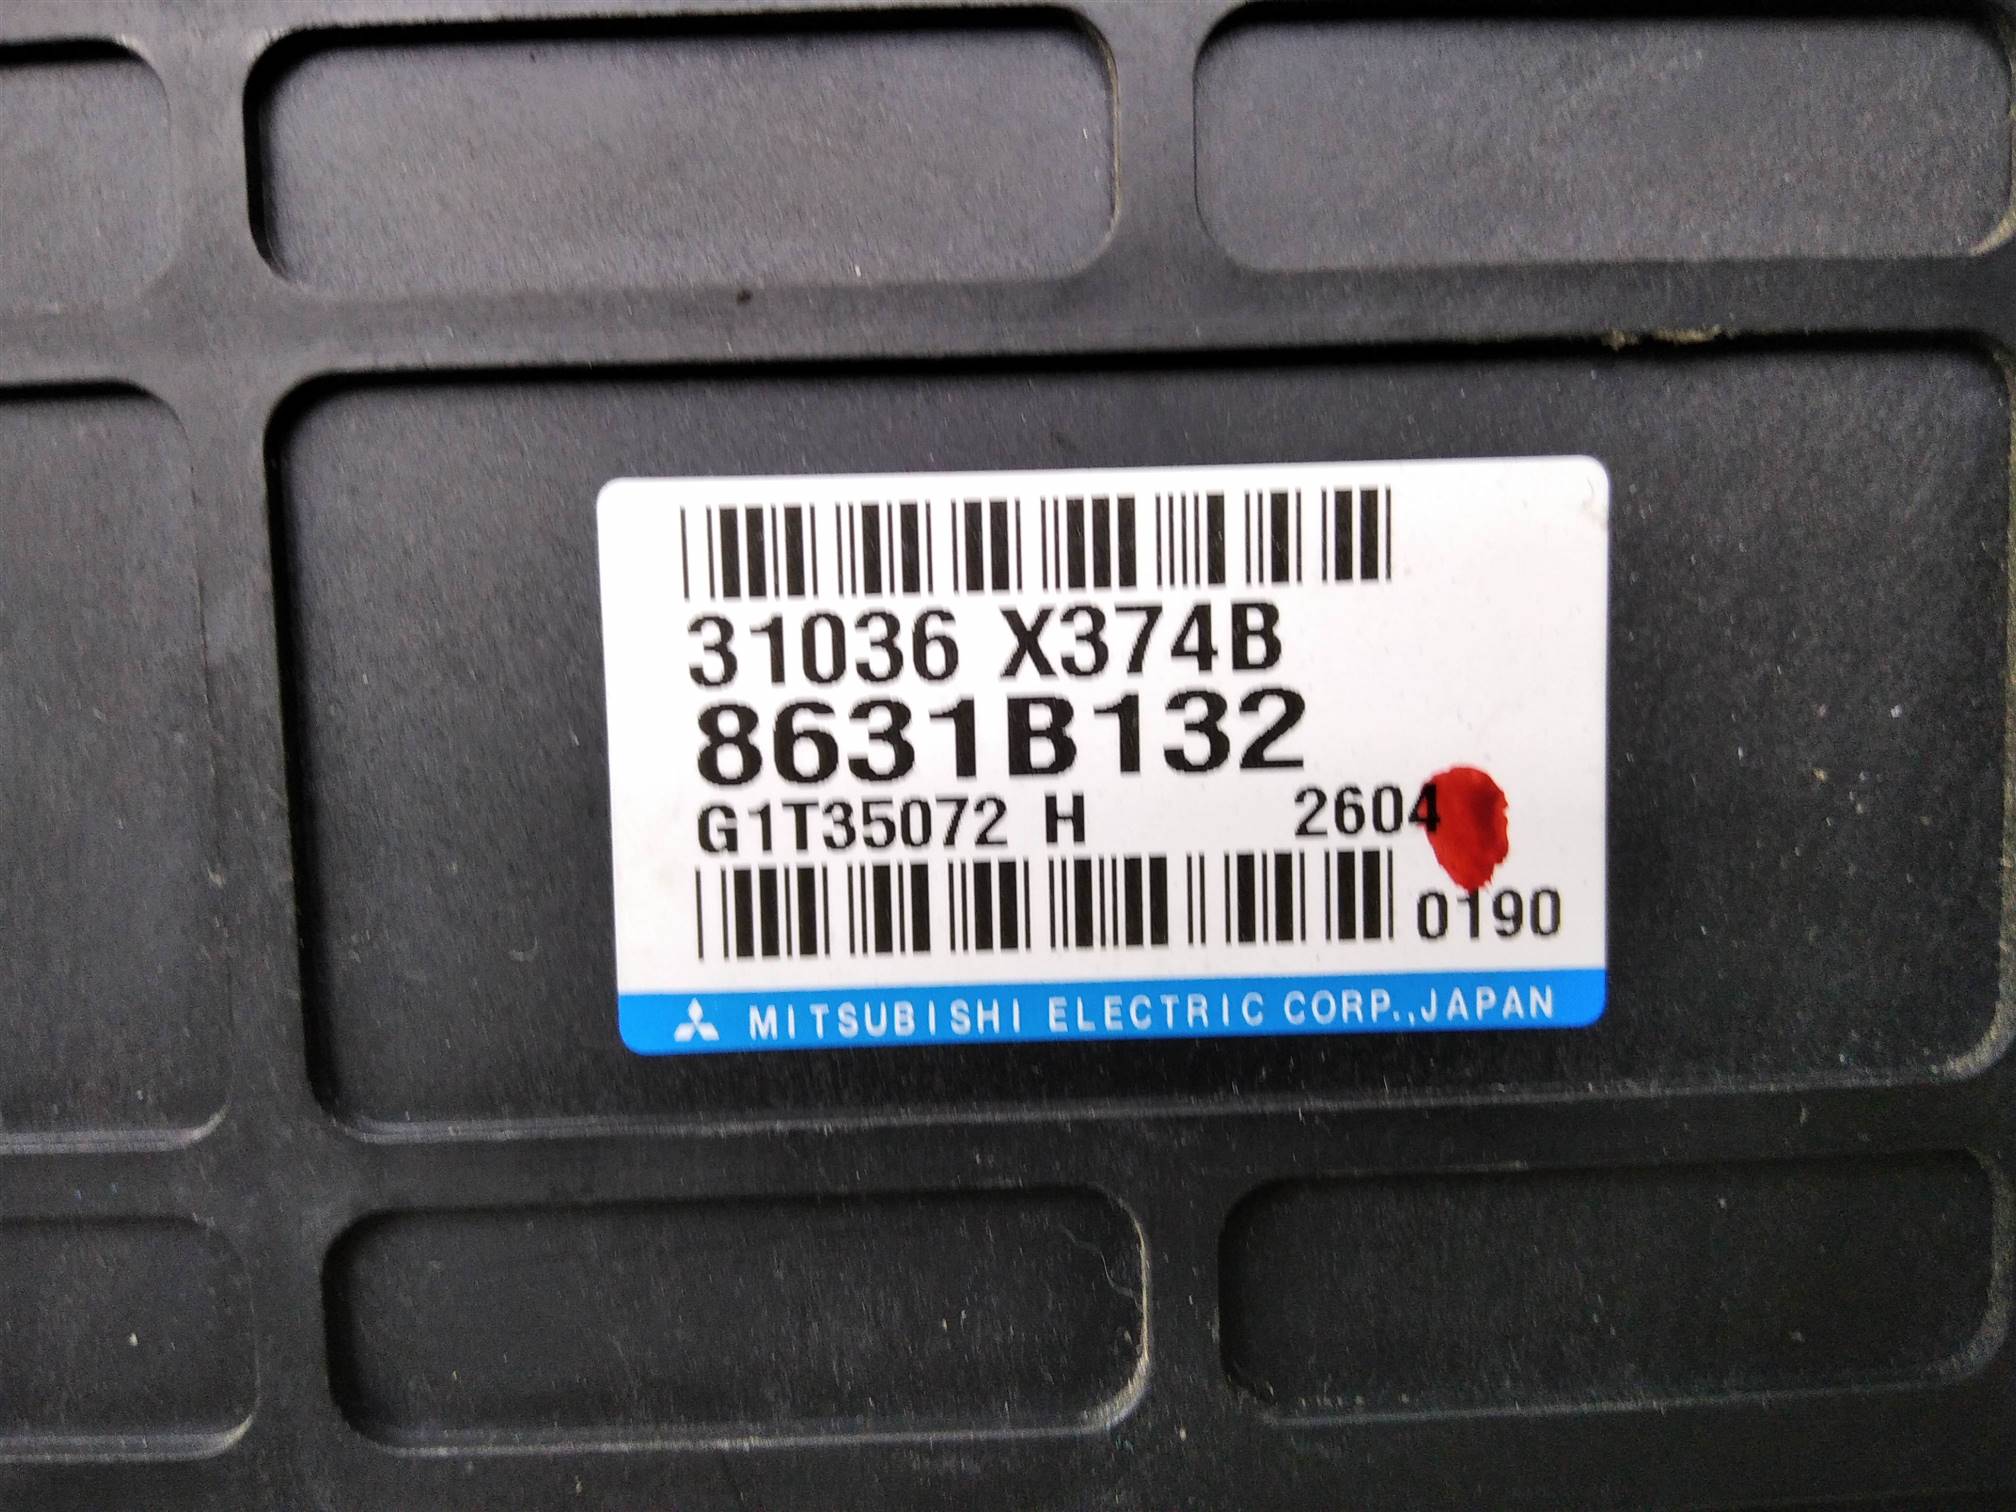 31036 X374B
8631B132
G1T35072 H 2604
0190
MITSUBISHI ELECTRIC CORP.,JAPAN